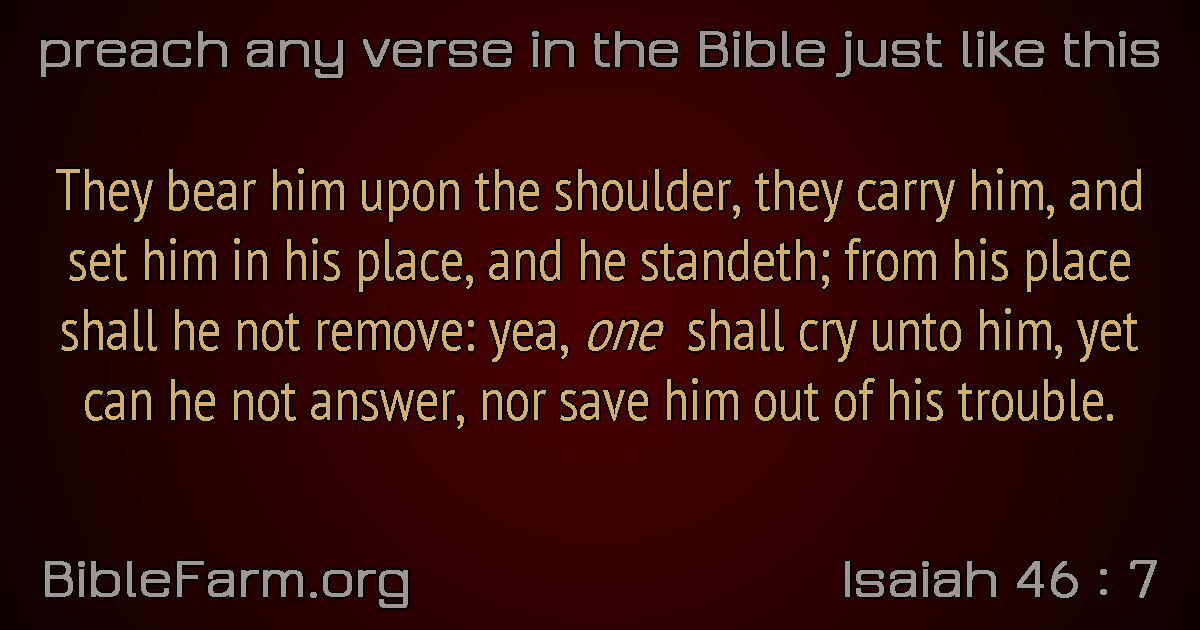 preach any verse in the Bible just like this
They bear him upon the shoulder, they carry him, and
set him in his place, and he standeth; from his place
shall he not remove: yea, one shall cry unto him, yet
can he not answer, nor save him out of his trouble.
BibleFarm.org
Isaiah 46 : 7